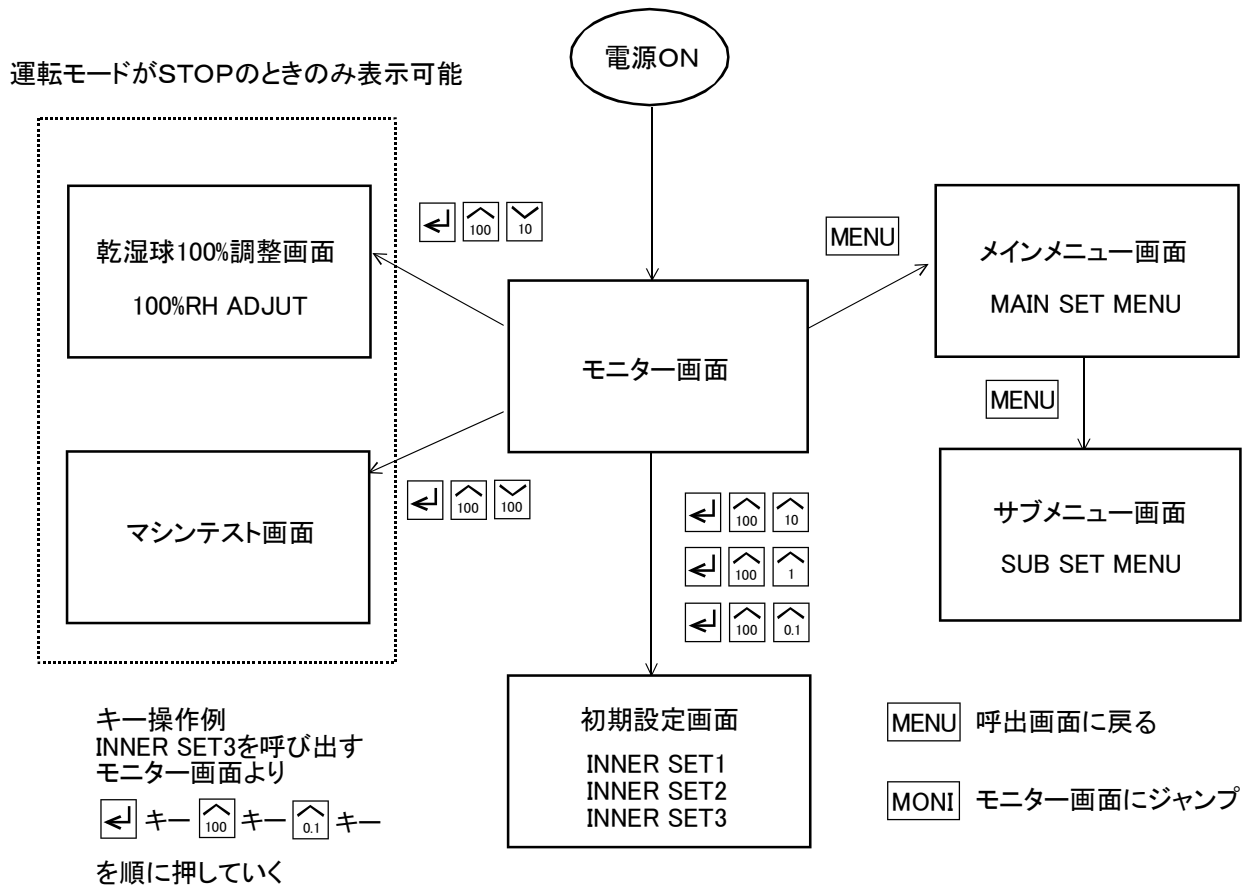 電源ON
運転モードがSTOPのときのみ表示可能
乾湿球100%調整画面
100%RH ADJUT
100 10
MENU
メインメニュー画面
MAIN SET MENU
モニター画面
MENU
マシンテスト画面
100 100
サブメニュー画面
SUB SET MENU
100 10
100 1
100 0.1
初期設定画面
INNER SET1
INNER SET2
INNER SET3
キー操作例
INNER SET3を呼び出す
モニター画面より
キー 100 キー 0.1 キー
を順に押していく
MENU 呼出画面に戻る
MONI モニター画面にジャンプ